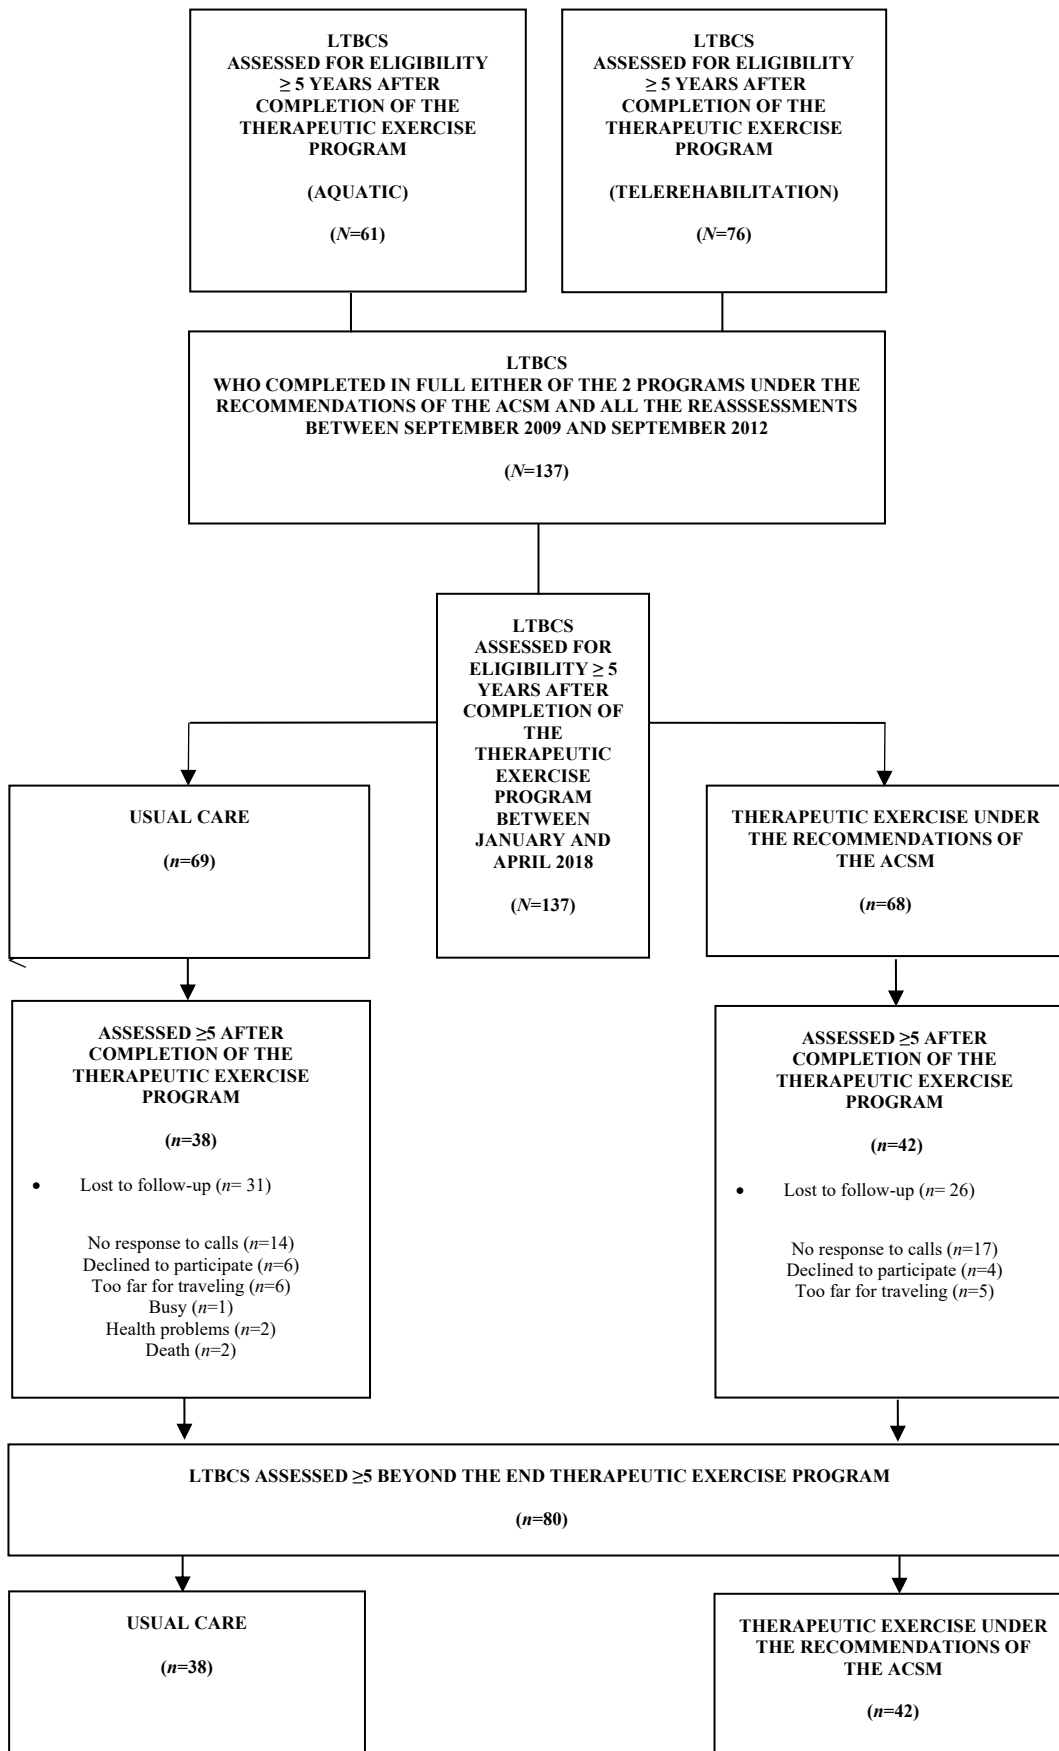 LTBCS
ASSESSED FOR ELIGIBILITY
≥ 5 YEARS AFTER
COMPLETION OF THE
THERAPEUTIC EXERCISE
PROGRAM
(AQUATIC)
(N=61)
LTBCS
ASSESSED FOR ELIGIBILITY
≥ 5 YEARS AFTER
COMPLETION OF THE
THERAPEUTIC EXERCISE
PROGRAM
(TELEREHABILITATION)
(N=76)
LTBCS
WHO COMPLETED IN FULL EITHER OF THE 2 PROGRAMS UNDER THE
RECOMMENDATIONS OF THE ACSM AND ALL THE REASSSESSMENTS
BETWEEN SEPTEMBER 2009 AND SEPTEMBER 2012
(N=137)
LTBCS
ASSESSED FOR
ELIGIBILITY ≥ 5
YEARS AFTER
COMPLETION OF
THE
THERAPEUTIC
EXERCISE
PROGRAM
BETWEEN
JANUARY AND
APRIL 2018
(N=137)
USUAL CARE
(n=69)
THERAPEUTIC EXERCISE UNDER
THE RECOMMENDATIONS OF
THE ACSM
(n=68)
ASSESSED ≥5 AFTER
COMPLETION OF THE
THERAPEUTIC EXERCISE
PROGRAM
(n=38)
• Lost to follow-up (n= 31)
No response to calls (n=14)
Declined to participate (n=6)
Too far for traveling (n=6)
Busy (n=1)
Health problems (n=2)
Death (n=2)
ASSESSED ≥5 AFTER
COMPLETION OF THE
THERAPEUTIC EXERCISE
PROGRAM
(n=42)
• Lost to follow-up (n= 26)
No response to calls (n=17)
Declined to participate (n=4)
Too far for traveling (n=5)
LTBCS ASSESSED ≥5 BEYOND THE END THERAPEUTIC EXERCISE PROGRAM
(n=80)
USUAL CARE
(n=38)
THERAPEUTIC EXERCISE UNDER
THE RECOMMENDATIONS OF
THE ACSM
(n=42)